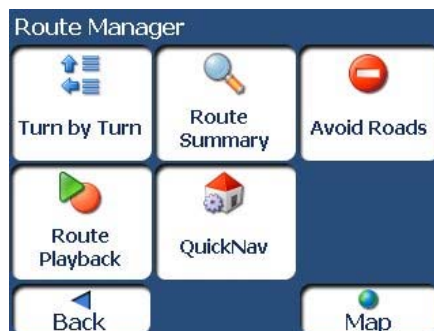 Route Manager
Turn by Turn
Route
Summary
Avoid Roads
Route
Playback
QuickNav
Back
Map